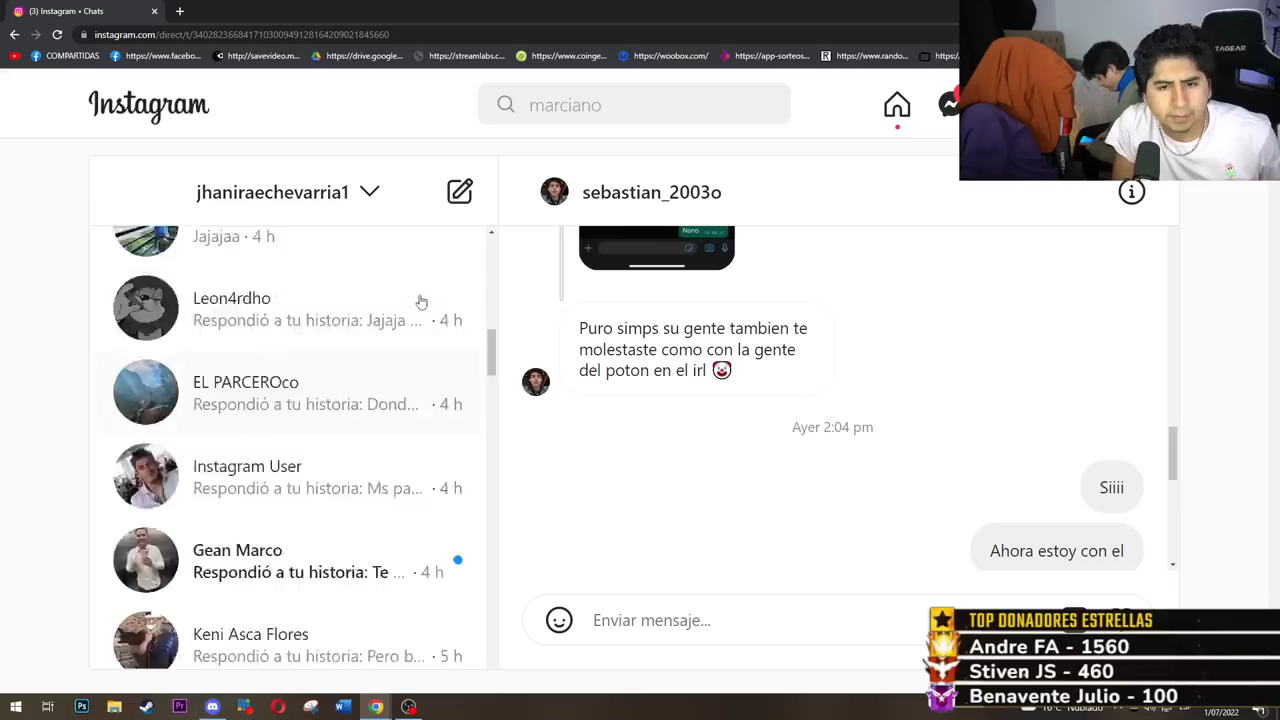 (3) Instagram • Chats
instagram.com/direct/t/340282366841710300949128164209021845660
COMPARTIDAS
https://www.facebo...
https://savevideo.m...
https://drive.google...
https://streamlabs.c...
https://www.coinge...
https://woobox.com/
https://app-sorteos...
https://www.rando...
Instagram
marciano
jhaniraechevarria1
sebastian_2003o
Jajajaa · 4 h
Leon4rdho
Respondió a tu historia: Jajaja ... · 4 h
EL PARCEROco
Respondió a tu historia: Dond... · 4 h
Instagram User
Respondió a tu historia: Ms pa... · 4 h
Gean Marco
Respondió a tu historia: Te ... · 4 h
Keni Asca Flores
Respondió a tu historia: Pero b... · 5 h
Nono
Puro simps su gente tambien te
molestaste como con la gente
del poton en el irl
Ayer 2:04 pm
Siiii
Ahora estoy con el
Enviar mensaje...
TAGEAR
TOP DONADORES ESTRELLAS
Andre FA - 1560
Stiven JS - 460
Benavente Julio - 100
1/07/2022